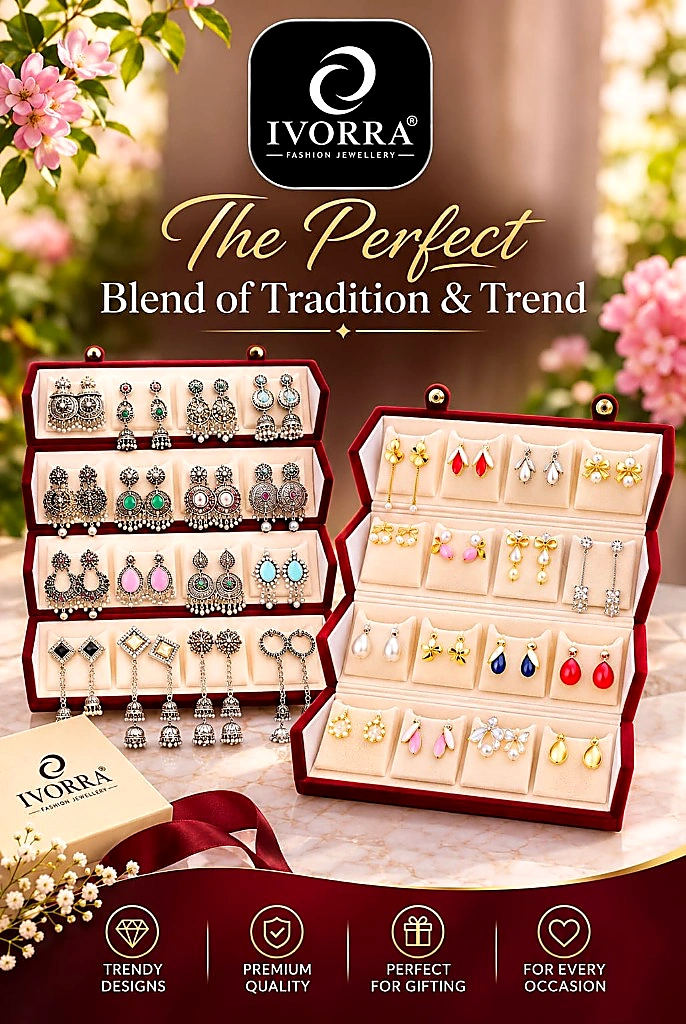 IVORRA®
FASHION JEWELLERY
The Perfect
Blend of Tradition & Trend
IVORRA®
FASHION JEWELLERY
TRENDY
DESIGNS
PREMIUM
QUALITY
PERFECT
FOR GIFTING
FOR EVERY
OCCASION